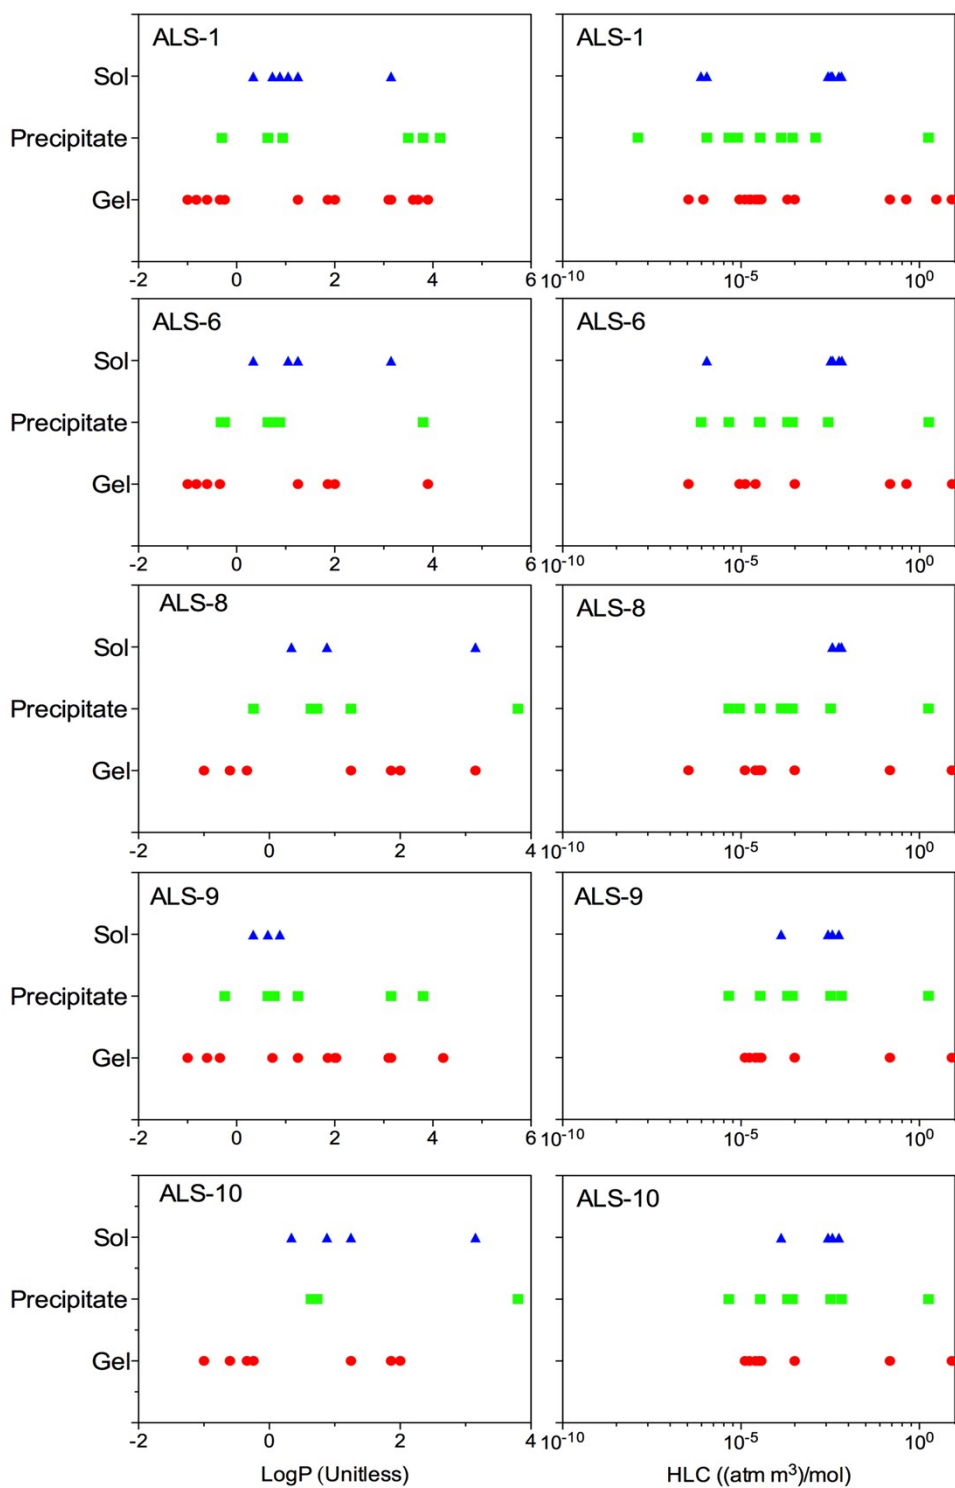 ALS-1 ALS-1
Sol
Precipitate
Gel
-2 0 2 4 6 10-10 10-5 100
ALS-6 ALS-6
Sol
Precipitate
Gel
-2 0 2 4 6 10-10 10-5 100
ALS-8 ALS-8
Sol
Precipitate
Gel
-2 0 2 4 10-10 10-5 100
ALS-9 ALS-9
Sol
Precipitate
Gel
-2 0 2 4 6 10-10 10-5 100
ALS-10 ALS-10
Sol
Precipitate
Gel
-2 0 2 4 10-10 10-5 100
LogP (Unitless) HLC ((atm m³)/mol)